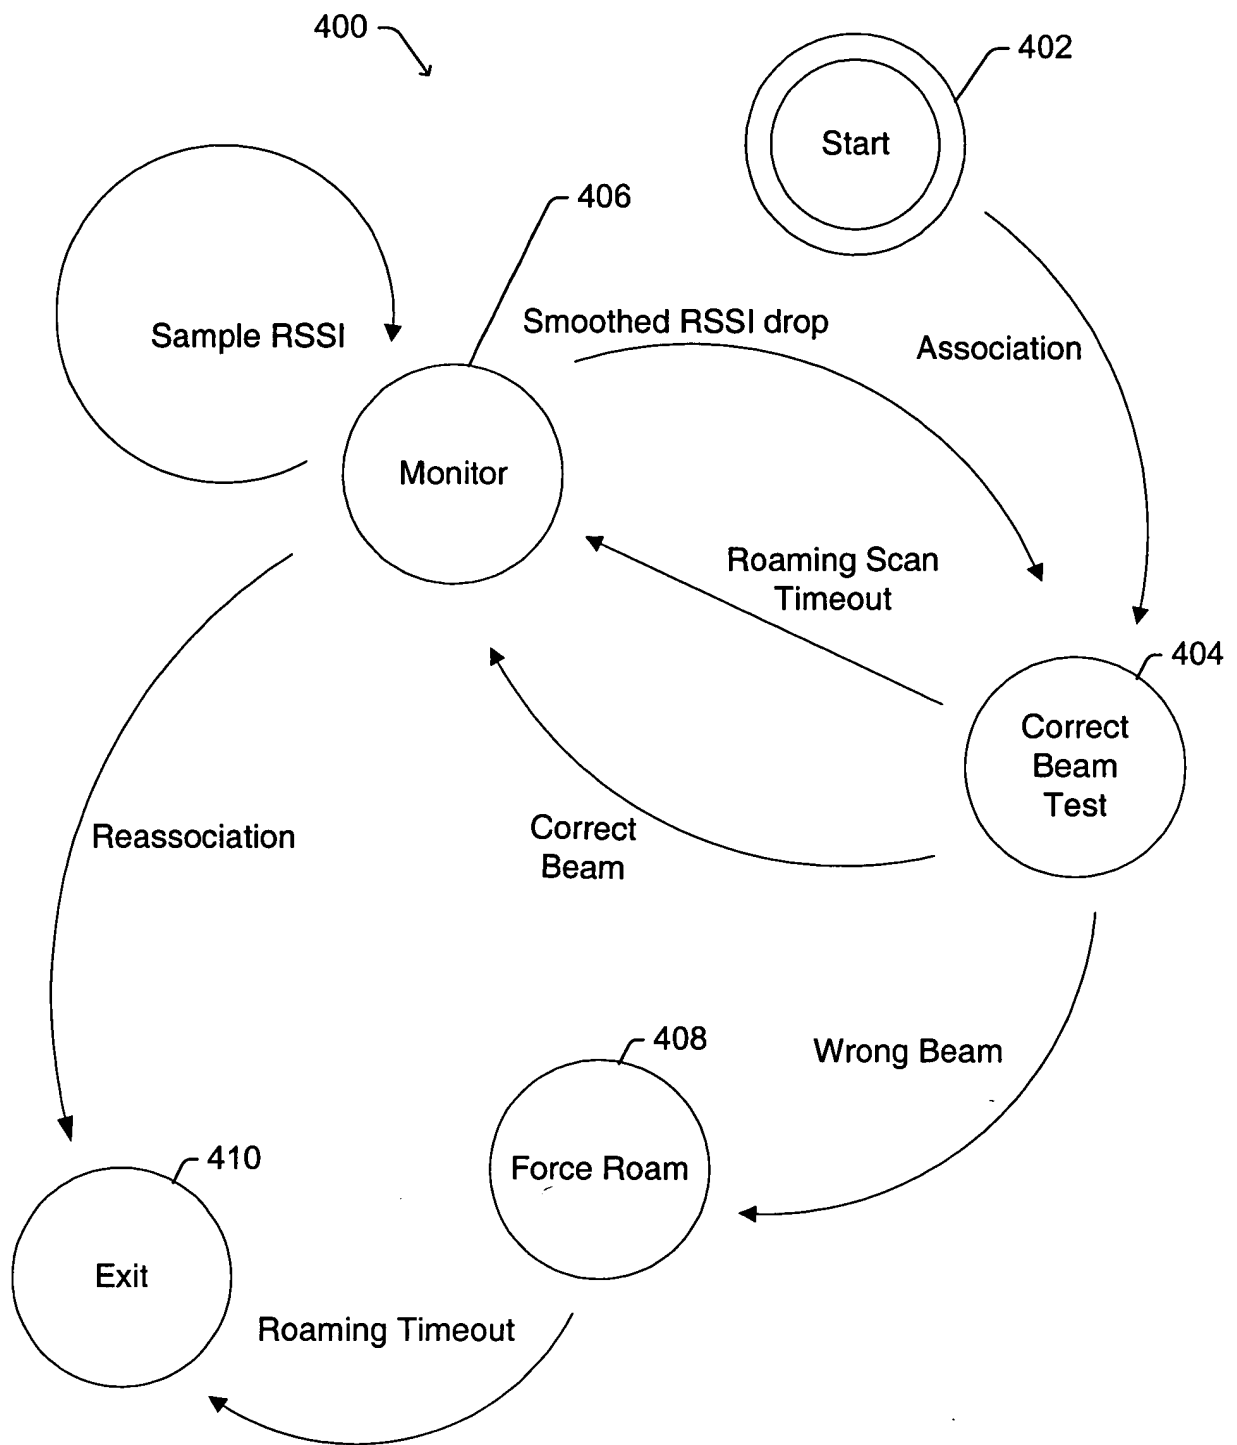 400
402
Start
406
Sample RSSI
Smoothed RSSI drop
Association
Monitor
Roaming Scan
Timeout
404
Correct
Beam
Test
Reassociation
Correct
Beam
408
Wrong Beam
410
Force Roam
Exit
Roaming Timeout